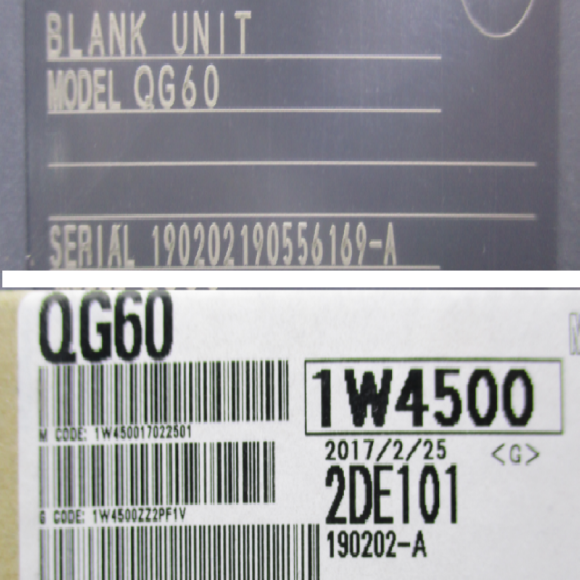 BLANK UNIT
MODEL QG60
SERIAL 190202190556169-A
QG60
1W4500
M CODE: 1W450017022501
2017/2/25 <G>
2DE101
G CODE: 1W4500ZZ2PF1V
190202-A